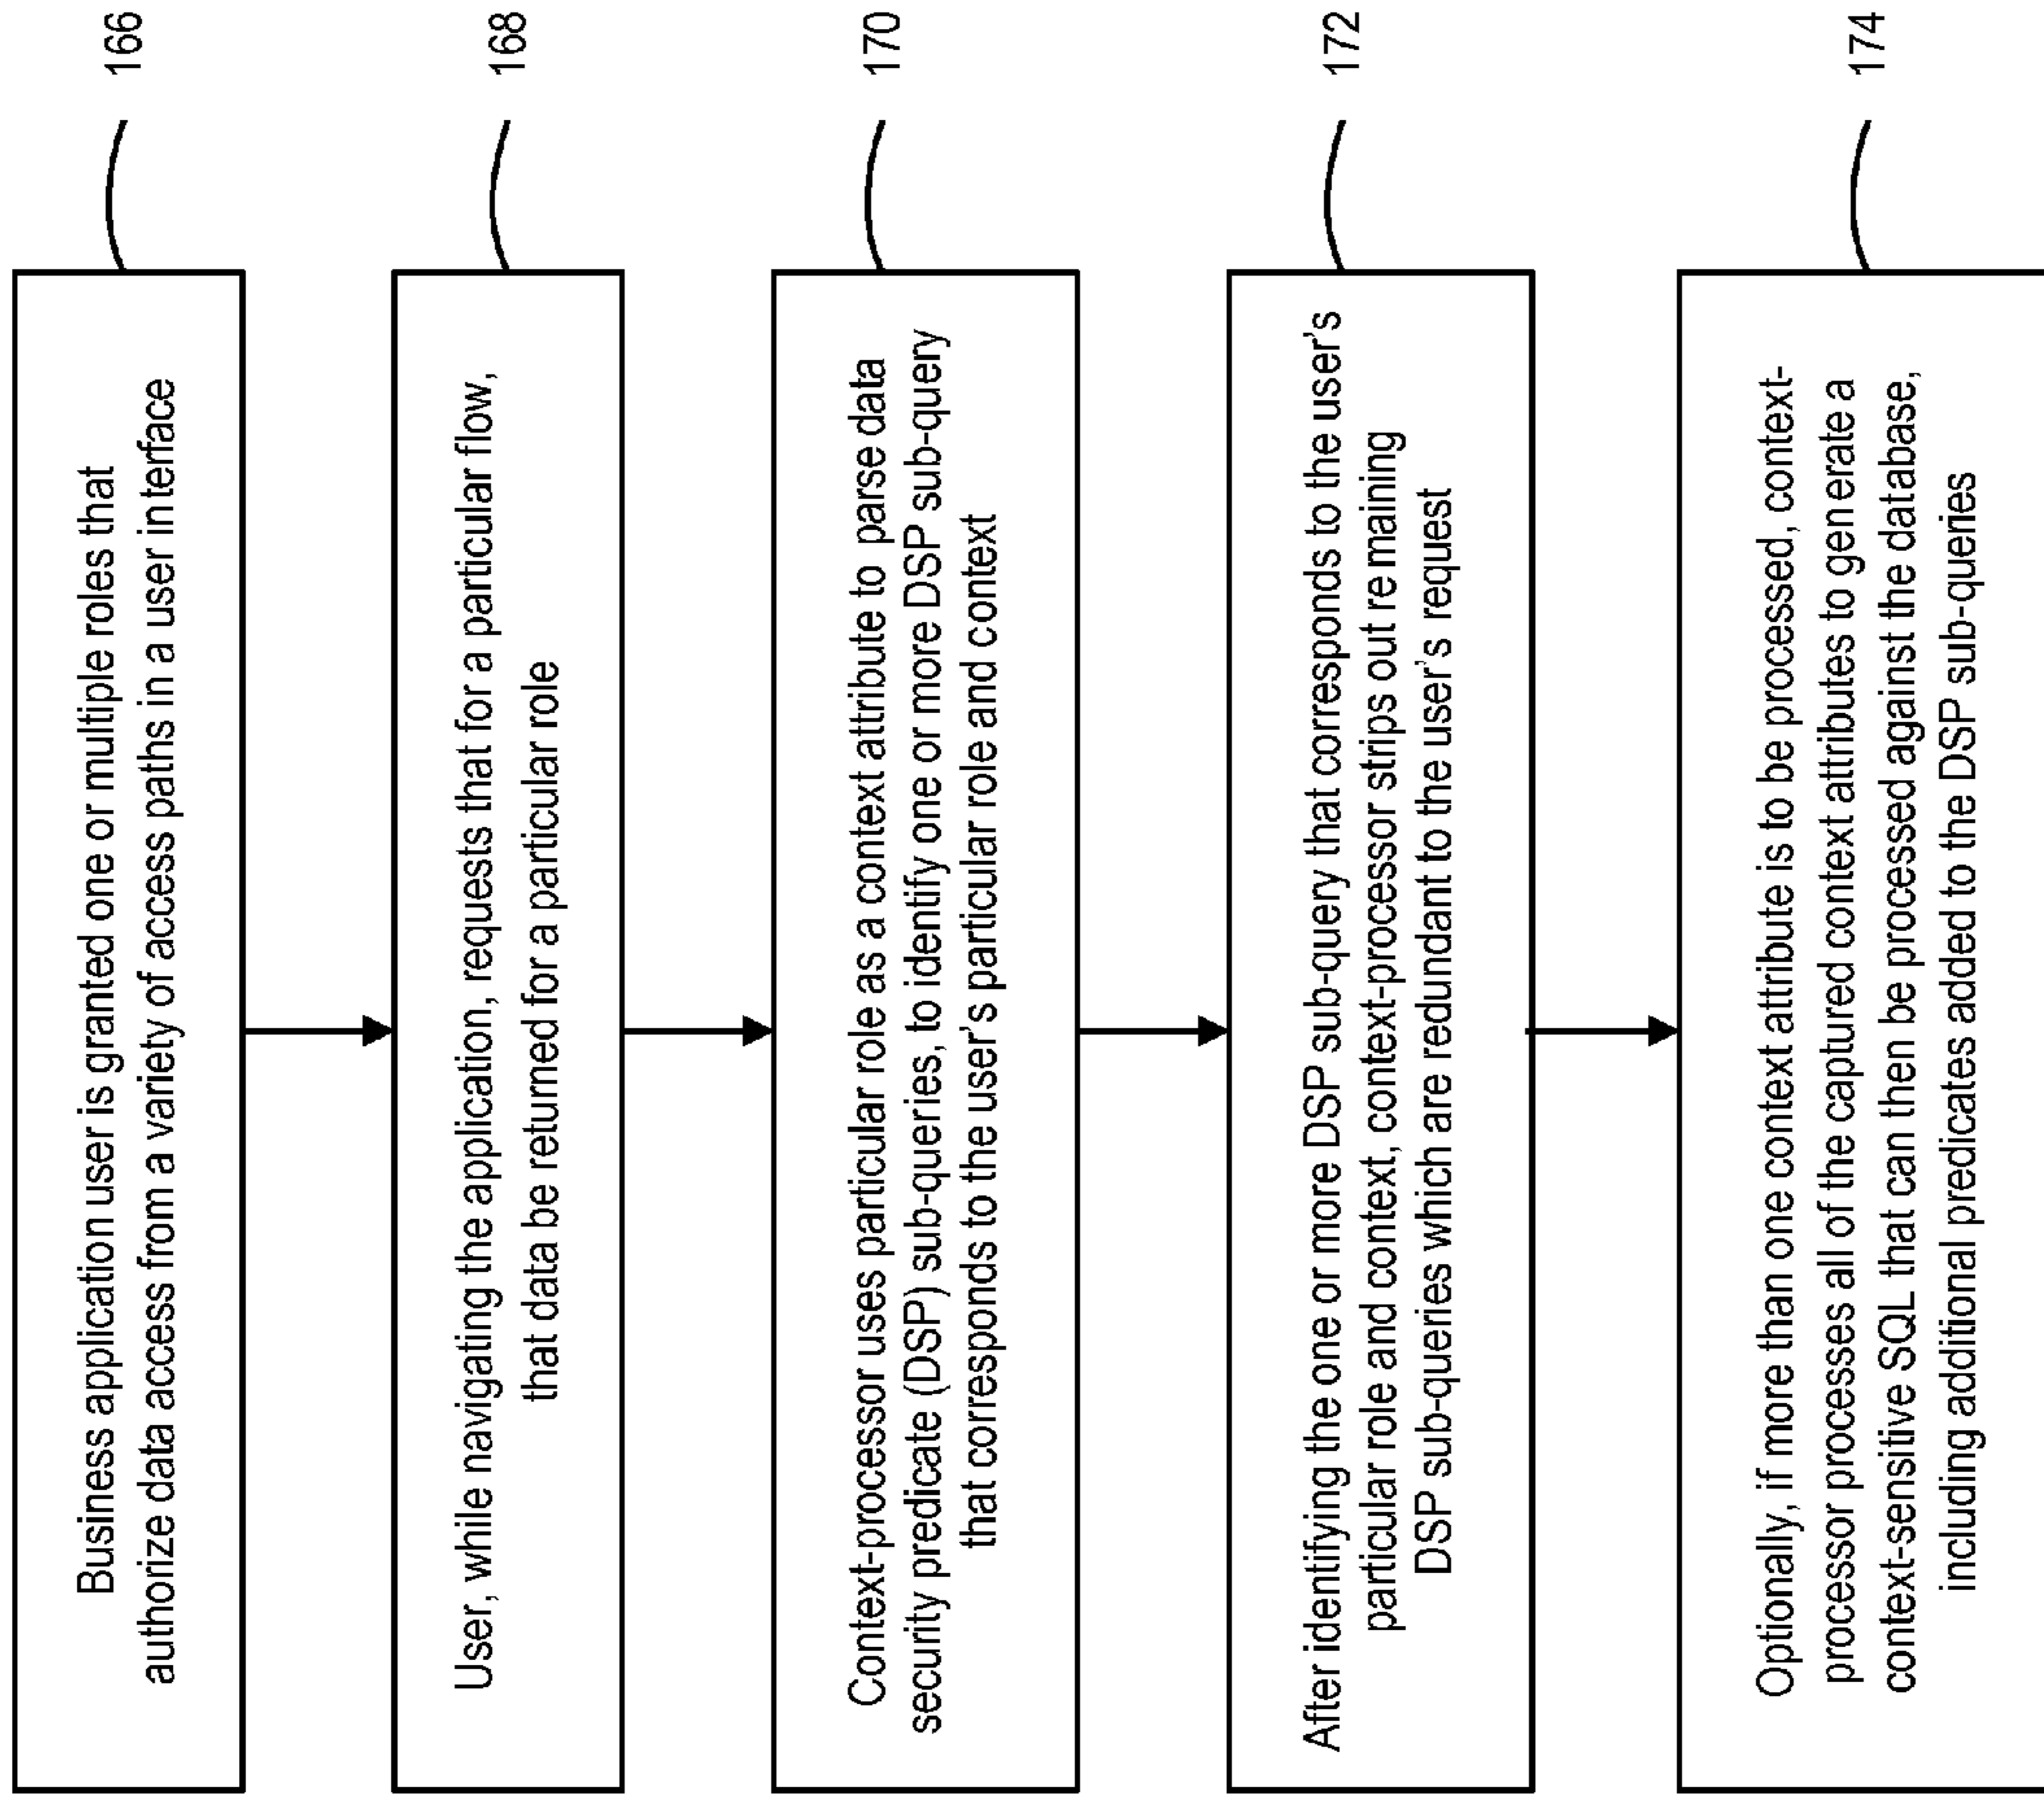 Business application user is granted one or multiple roles that
authorize data access from a variety of access paths in a user interface
166
User, while navigating the application, requests that for a particular flow,
that data be returned for a particular role
168
Context-processor uses particular role as a context attribute to parse data
security predicate (DSP) sub-queries, to identify one or more DSP sub-query
that corresponds to the user's particular role and context
170
After identifying the one or more DSP sub-query that corresponds to the user's
particular role and context, context-processor strips out remaining
DSP sub-queries which are redundant to the user's request
172
Optionally, if more than one context attribute is to be processed, context-
processor processes all of the captured context attributes to generate a
context-sensitive SQL that can then be processed against the database,
including additional predicates added to the DSP sub-queries
174